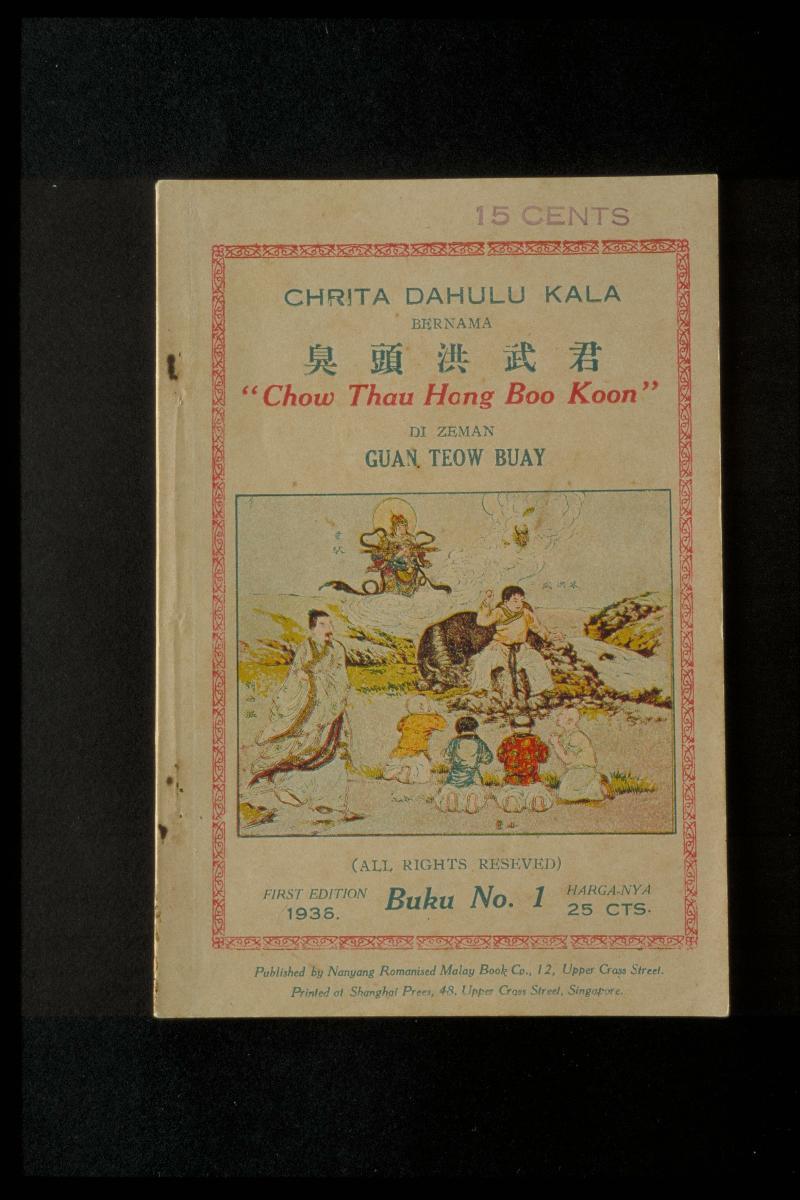 15 CENTS
CHRITA DAHULU KALA
BERNAMA
臭頭洪武君
“Chow Thau Hong Boo Koon”
DI ZEMAN
GUAN TEOW BUAY
(ALL RIGHTS RESEVED)
FIRST EDITION
1936.
Buku No. 1
HARGA-NYA
25 CTS.
Published by Nanyang Romanised Malay Book Co., 12, Upper Cross Street.
Printed at Shanghai Press, 48, Upper Cross Street, Singapore.